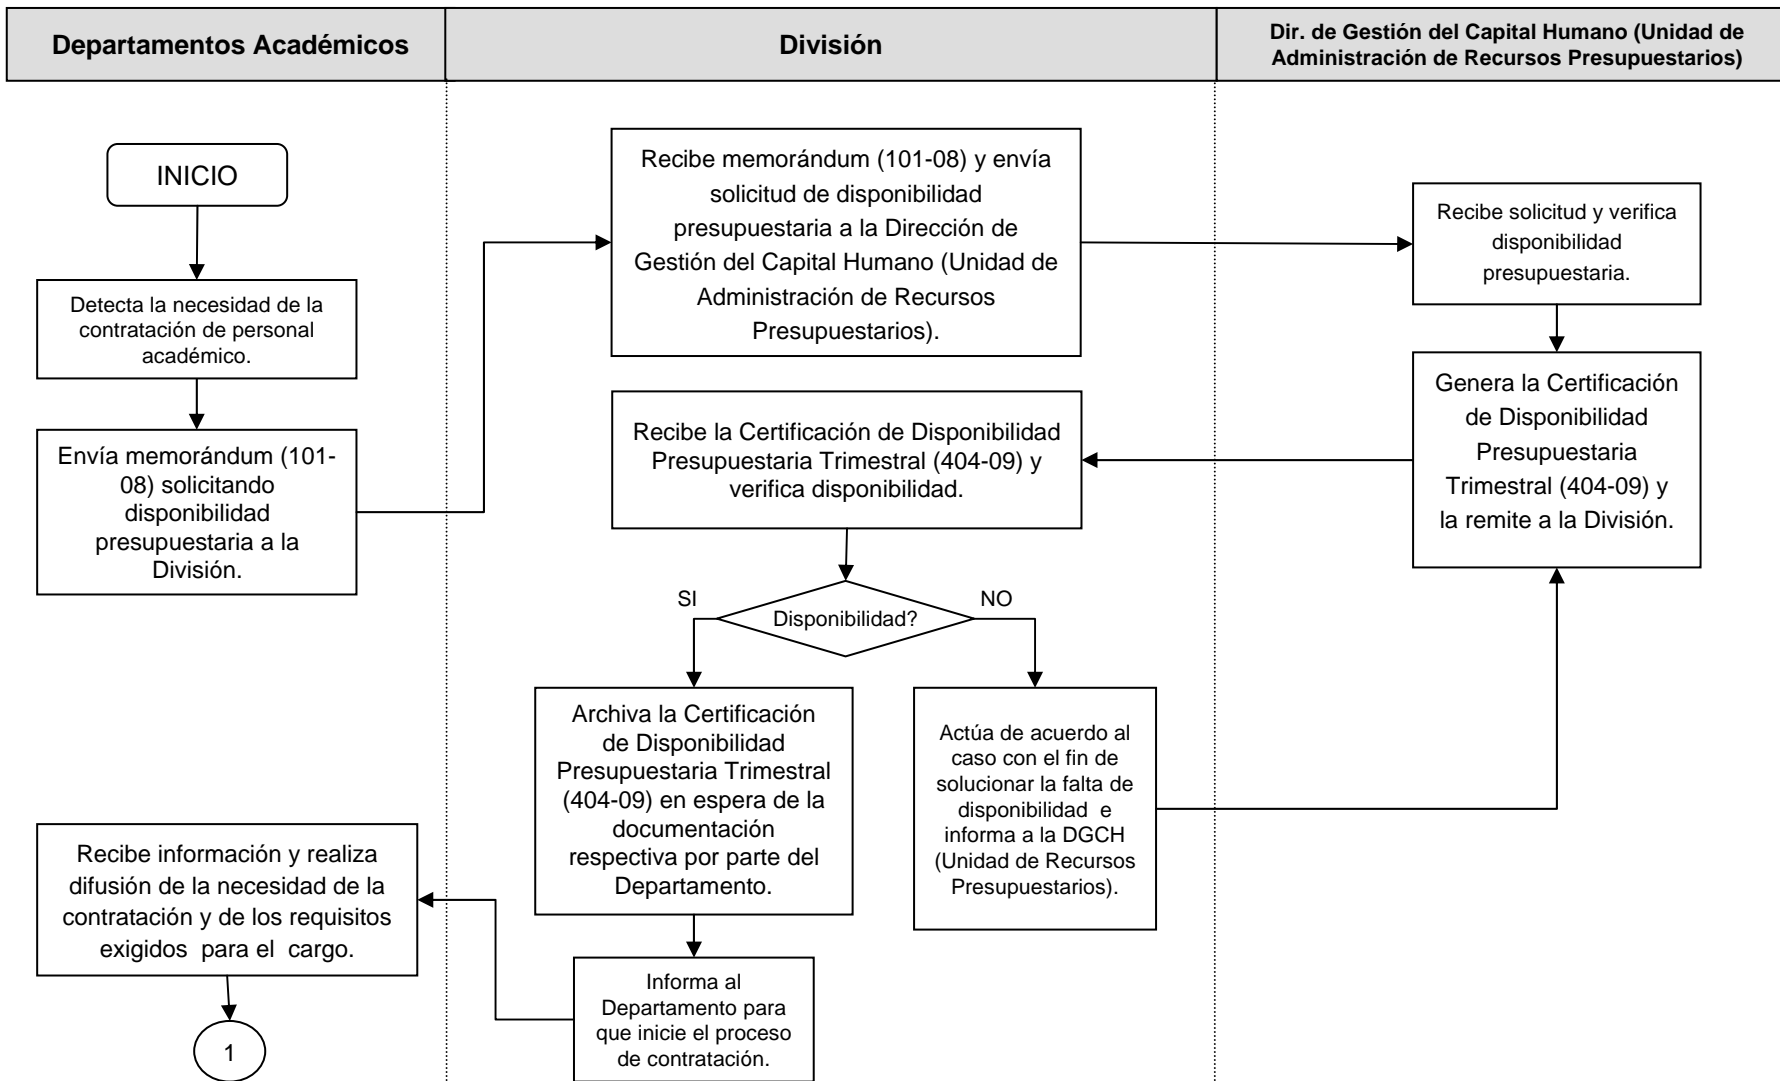 Departamentos Académicos
División
Dir. de Gestión del Capital Humano (Unidad de
Administración de Recursos Presupuestarios)
INICIO
Detecta la necesidad de la
contratación de personal
académico.
Envía memorándum (101-
08) solicitando
disponibilidad
presupuestaria a la
División.
Recibe memorándum (101-08) y envía
solicitud de disponibilidad
presupuestaria a la Dirección de
Gestión del Capital Humano (Unidad de
Administración de Recursos
Presupuestarios).
Recibe solicitud y verifica
disponibilidad
presupuestaria.
Genera la Certificación
de Disponibilidad
Presupuestaria
Trimestral (404-09) y
la remite a la División.
Recibe la Certificación de Disponibilidad
Presupuestaria Trimestral (404-09) y
verifica disponibilidad.
SI
Disponibilidad?
NO
Archiva la Certificación
de Disponibilidad
Presupuestaria Trimestral
(404-09) en espera de la
documentación
respectiva por parte del
Departamento.
Actúa de acuerdo al
caso con el fin de
solucionar la falta de
disponibilidad  e
informa a la DGCH
(Unidad de Recursos
Presupuestarios).
Informa al
Departamento para
que inicie el proceso
de contratación.
Recibe información y realiza
difusión de la necesidad de la
contratación y de los requisitos
exigidos  para el  cargo.
1